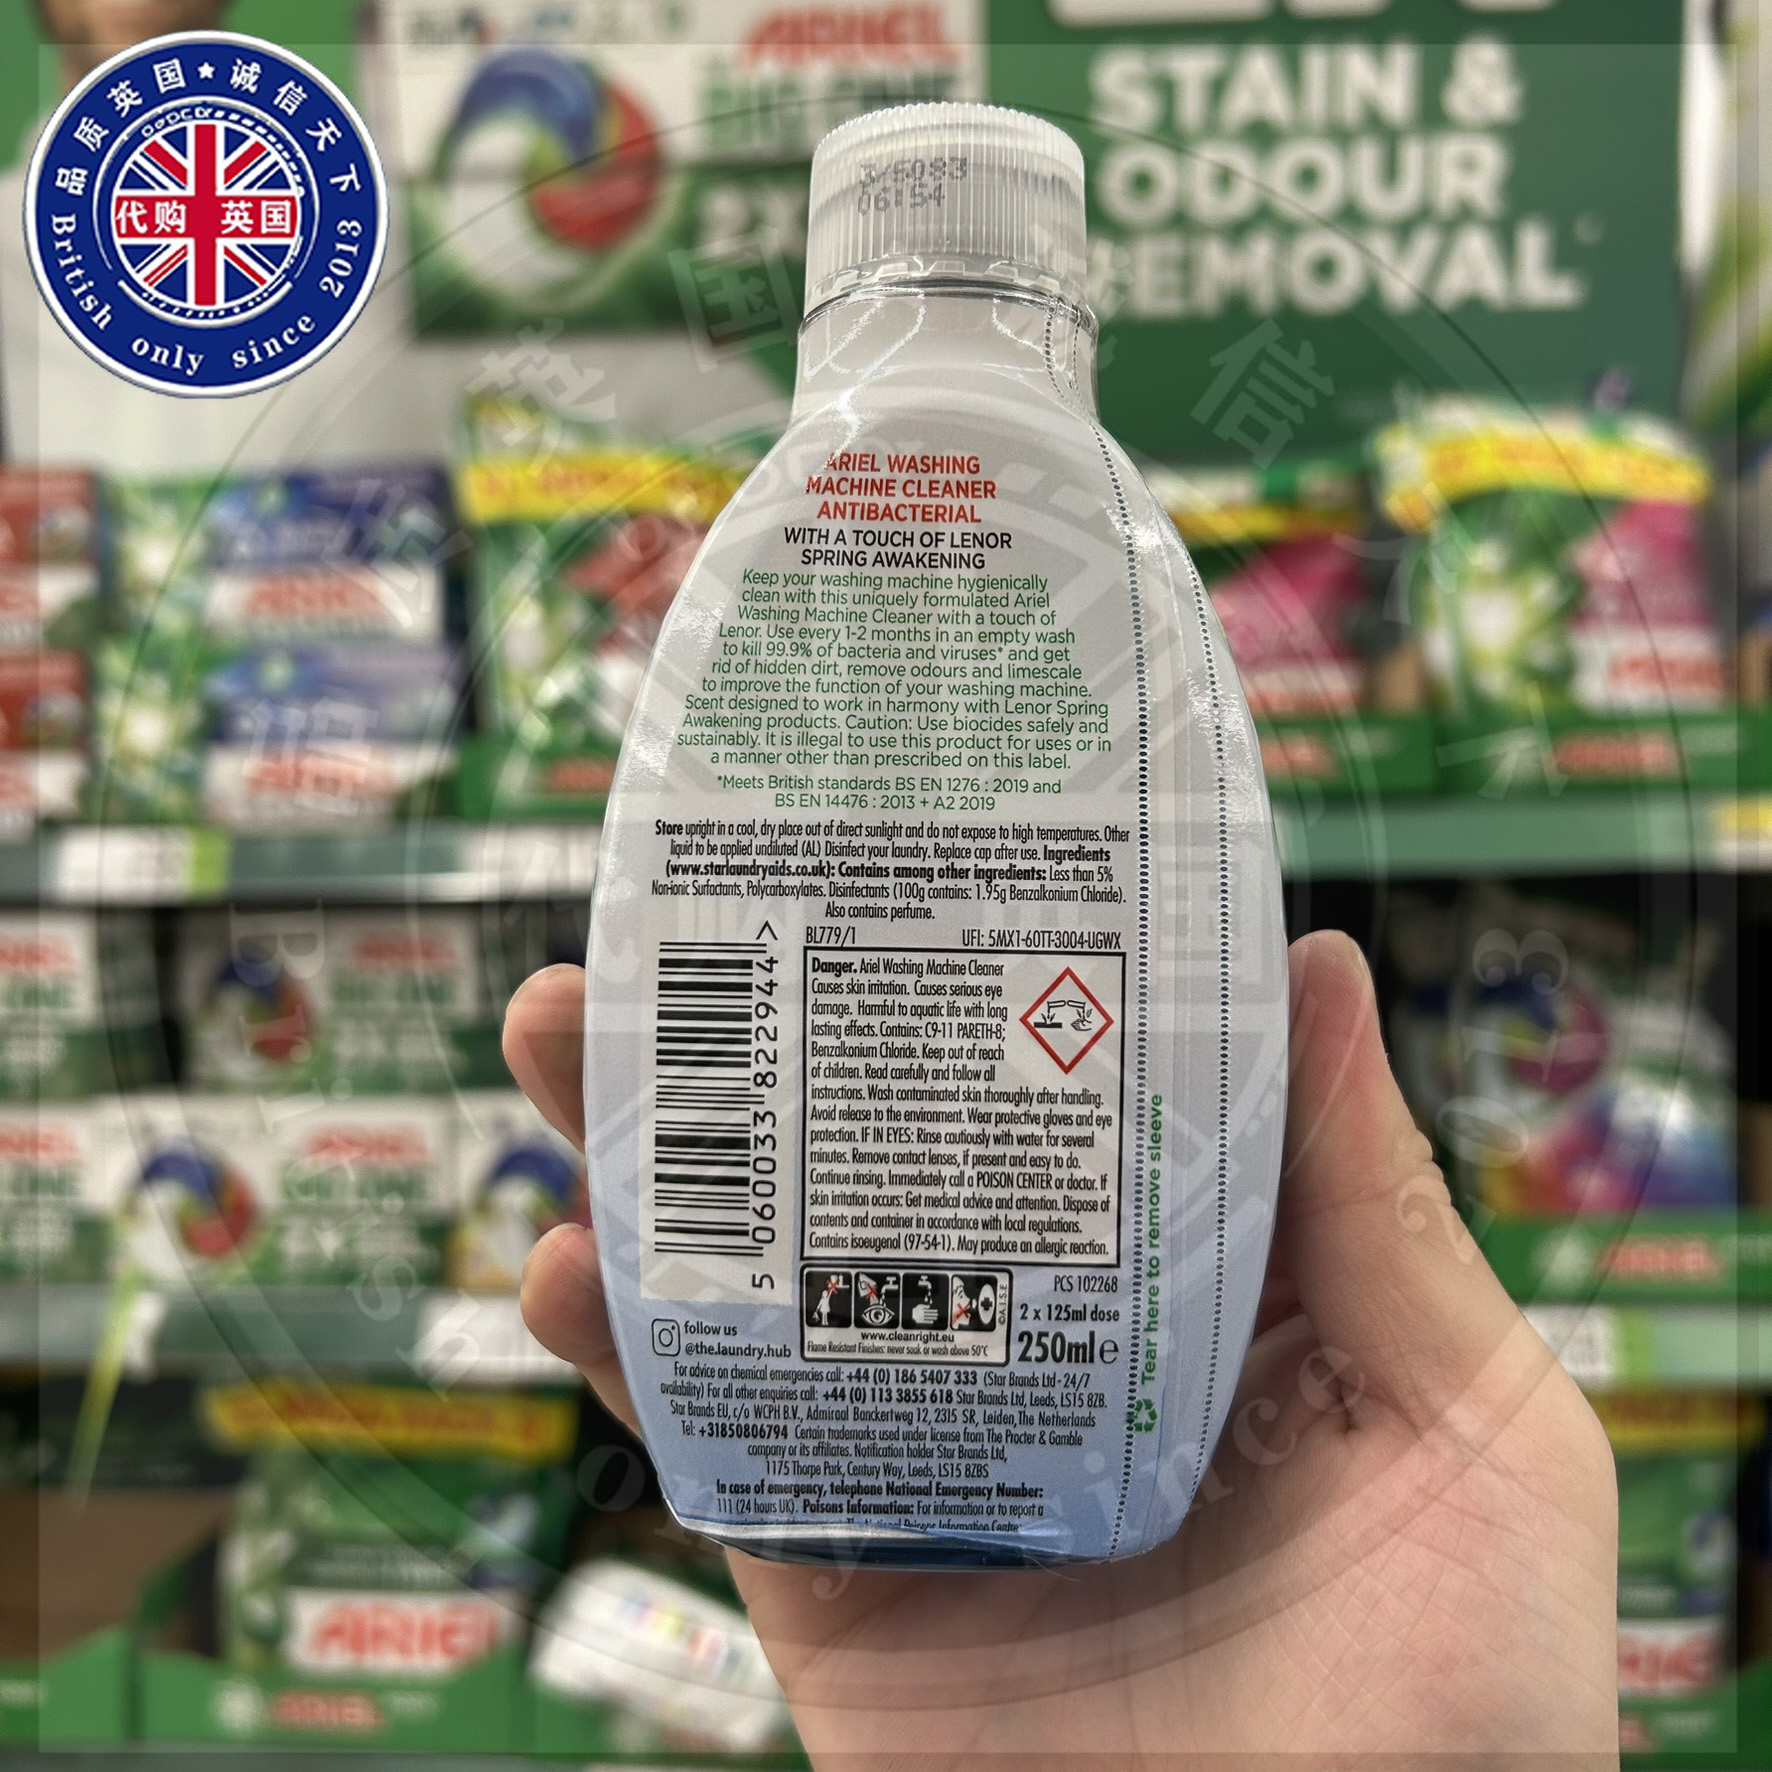 品质英国★诚信天下
代购 英国
British only since 2013
STAIN &
ODOUR
REMOVAL
06:54
ARIEL WASHING
MACHINE CLEANER
ANTIBACTERIAL
WITH A TOUCH OF LENOR
SPRING AWAKENING
Keep your washing machine hygienically
clean with this uniquely formulated Ariel
Washing Machine Cleaner with a touch of
Lenor. Use every 1-2 months in an empty wash
to kill 99.9% of bacteria and viruses* and get
rid of hidden dirt, remove odours and limescale
to improve the function of your washing machine.
Scent designed to work in harmony with Lenor Spring
Awakening products. Caution: Use biocides safely and
sustainably. It is illegal to use this product for uses or in
a manner other than prescribed on this label.
*Meets British standards BS EN 1276 : 2019 and
BS EN 14476 : 2013 + A2 2019
Store upright in a cool, dry place out of direct sunlight and do not expose to high temperatures. Other
liquid to be applied undiluted (AL) Disinfect your laundry. Replace cap after use. Ingredients
(www.starlaundryaids.co.uk): Contains among other ingredients: Less than 5%
Non-ionic Surfactants, Polycarboxylates. Disinfectants (100g contains: 1.95g Benzalkonium Chloride).
Also contains perfume.
BL779/1 UFI: 5MX1-60TT-3004-UGWX
Danger. Ariel Washing Machine Cleaner
Causes skin irritation. Causes serious eye
damage. Harmful to aquatic life with long
lasting effects. Contains: C9-11 PARETH-8;
Benzalkonium Chloride. Keep out of reach
of children. Read carefully and follow all
instructions. Wash contaminated skin thoroughly after handling.
Avoid release to the environment. Wear protective gloves and eye
protection. IF IN EYES: Rinse cautiously with water for several
minutes. Remove contact lenses, if present and easy to do.
Continue rinsing. Immediately call a POISON CENTER or doctor. If
skin irritation occurs: Get medical advice and attention. Dispose of
contents and container in accordance with local regulations.
Contains isoeugenol (97-54-1). May produce an allergic reaction.
5 060033 822944 >
Tear here to remove sleeve
©A.I.S.E
www.cleanright.eu
Flame Resistant Finishes: never soak or wash above 50°C
PCS 102268
2 x 125ml dose
250ml e
follow us
@the.laundry.hub
For advice on chemical emergencies call: +44 (0) 186 5407 333 (Star Brands Ltd - 24/7
availability) For all other enquiries call: +44 (0) 113 3855 618 Star Brands Ltd, Leeds, LS15 8ZB.
Star Brands EU, c/o WCPH B.V., Admiraal Banckertweg 12, 2315 SR, Leiden, The Netherlands
Tel: +31850806794 Certain trademarks used under license from The Procter & Gamble
company or its affiliates. Notification holder Star Brands Ltd,
1175 Thorpe Park, Century Way, Leeds, LS15 8ZBS
In case of emergency, telephone National Emergency Number:
111 (24 hours UK). Poisons Information: For information or to report a
The National Poisons Information Centre
ARIEL
ARIEL